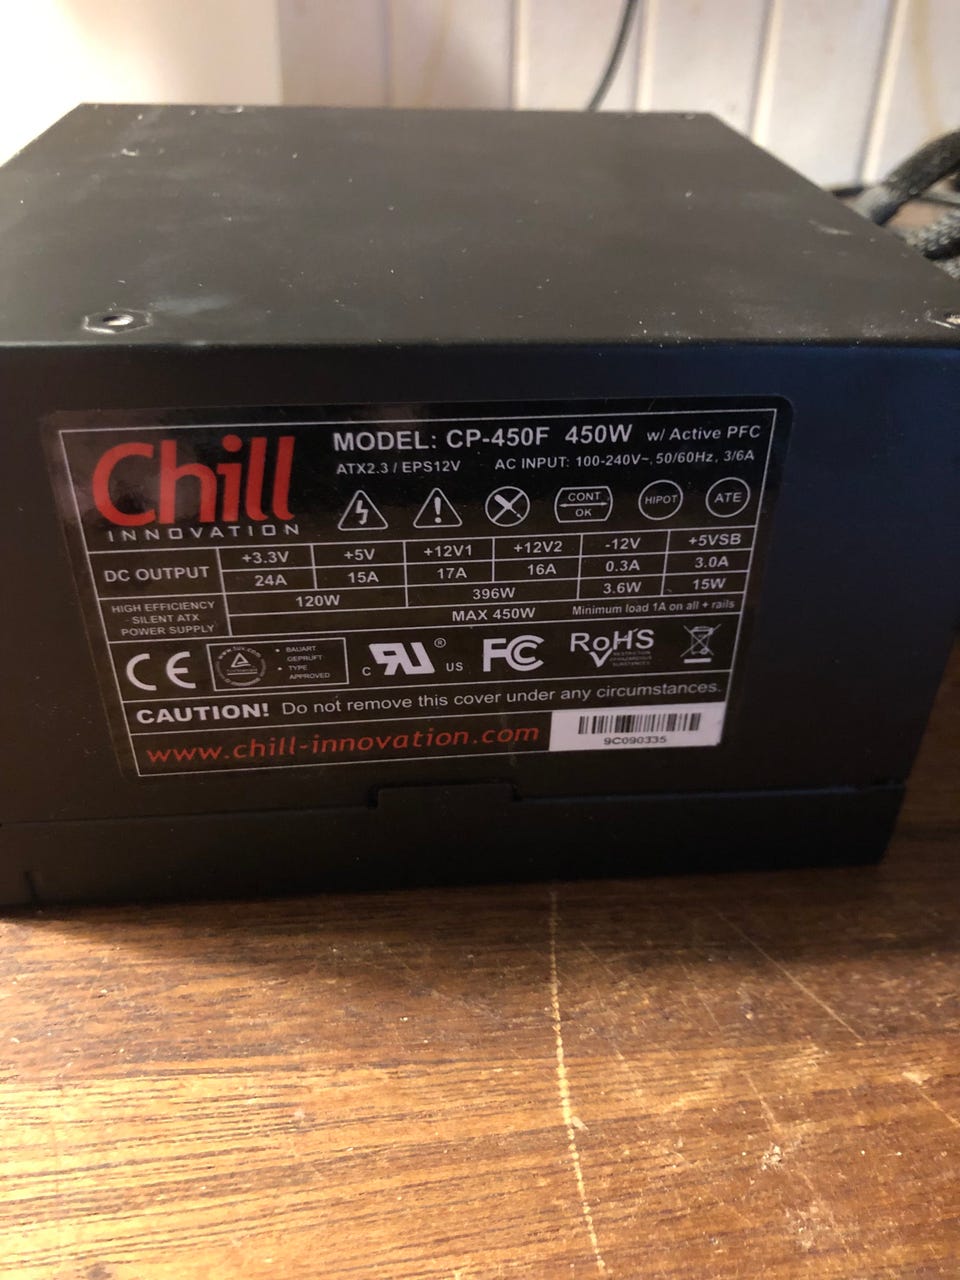 Chill
INNOVATION
MODEL: CP-450F 450W w/ Active PFC
ATX2.3 / EPS12V AC INPUT: 100-240V~, 50/60Hz, 3/6A
CONT OK
HIPOT
ATE
DC OUTPUT +3.3V +5V +12V1 +12V2 -12V +5VSB
24A 15A 17A 16A 0.3A 3.0A
120W 396W 3.6W 15W
HIGH EFFICIENCY
SILENT ATX
POWER SUPPLY
MAX 450W Minimum load 1A on all + rails
CE
www.tuv.com
• BAUART
GEPRUFT
• TYPE
APPROVED
C RU ® US
FC
RoHS
CAUTION! Do not remove this cover under any circumstances.
www.chill-innovation.com
9C090335